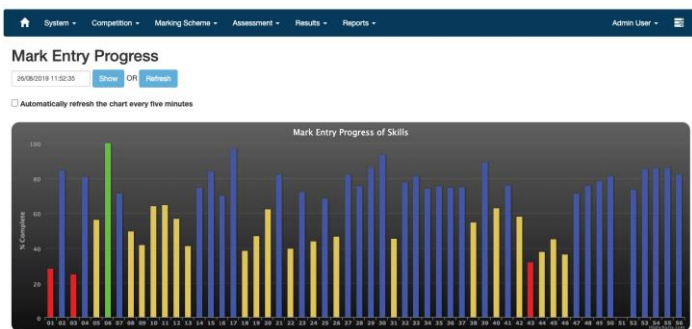 System Competition Marking Scheme Assessment Results Reports Admin User
Mark Entry Progress
26/08/2019 11:52:35 Show OR Refresh
Automatically refresh the chart every five minutes
Mark Entry Progress of Skills
100
80
60
40
20
0
% Complete
01 02 03 04 05 06 07 08 09 10 11 12 13 14 15 16 17 18 19 20 21 22 23 24 25 26 27 28 29 30 31 32 33 34 35 36 37 38 39 40 41 42 43 44 45 46 47 48 49 50 51 52 53 54 55 56